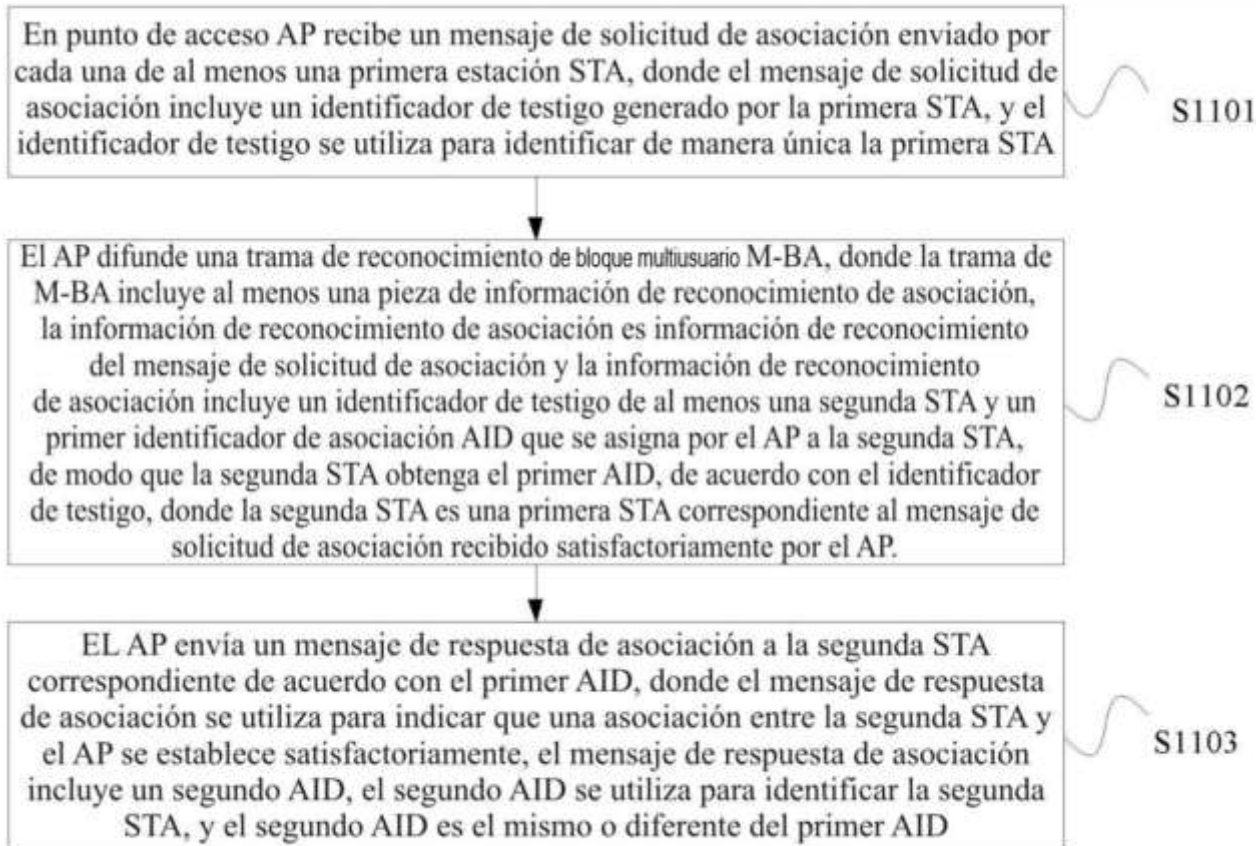 En punto de acceso AP recibe un mensaje de solicitud de asociación enviado por
cada una de al menos una primera estación STA, donde el mensaje de solicitud de
asociación incluye un identificador de testigo generado por la primera STA, y el
identificador de testigo se utiliza para identificar de manera única la primera STA
S1101
El AP difunde una trama de reconocimiento de bloque multiusuario M-BA, donde la trama de
M-BA incluye al menos una pieza de información de reconocimiento de asociación,
la información de reconocimiento de asociación es información de reconocimiento
del mensaje de solicitud de asociación y la información de reconocimiento
de asociación incluye un identificador de testigo de al menos una segunda STA y un
primer identificador de asociación AID que se asigna por el AP a la segunda STA,
de modo que la segunda STA obtenga el primer AID, de acuerdo con el identificador
de testigo, donde la segunda STA es una primera STA correspondiente al mensaje de
solicitud de asociación recibido satisfactoriamente por el AP.
S1102
EL AP envía un mensaje de respuesta de asociación a la segunda STA
correspondiente de acuerdo con el primer AID, donde el mensaje de respuesta
de asociación se utiliza para indicar que una asociación entre la segunda STA y
el AP se establece satisfactoriamente, el mensaje de respuesta de asociación
incluye un segundo AID, el segundo AID se utiliza para identificar la segunda
STA, y el segundo AID es el mismo o diferente del primer AID
S1103